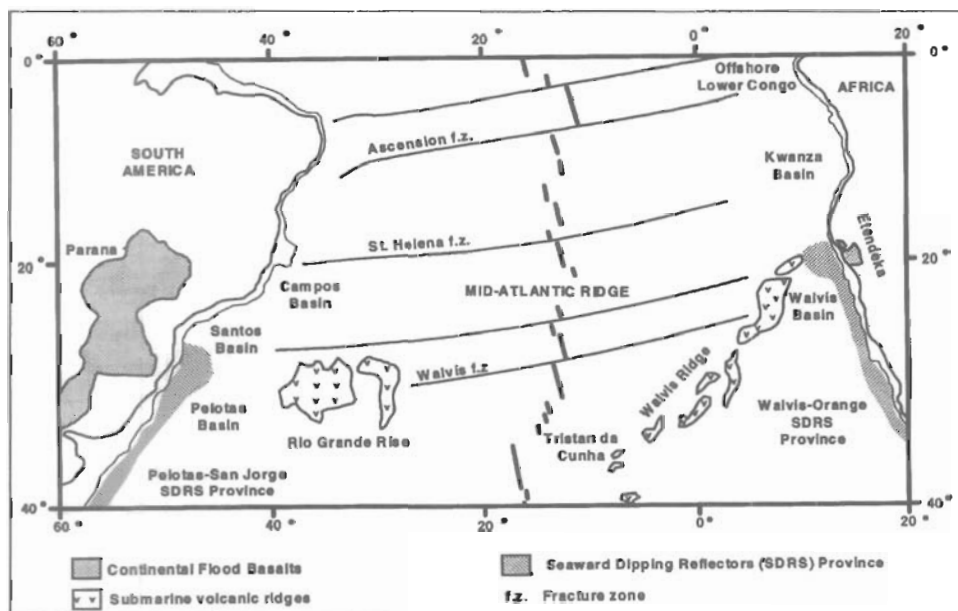 60°
40°
20°
0°
20°
0°
0°
Offshore
Lower Congo
AFRICA
Ascension f.z.
SOUTH
AMERICA
Kwanza
Basin
Etendeka
Parana
St. Helena f.z.
20°
20°
Campos
Basin
MID-ATLANTIC RIDGE
Walvis
Basin
Santos
Basin
Walvis f.z
Walvis Ridge
Pelotas
Basin
Rio Grande Rise
Tristan da
Cunha
Walvis-Orange
SDRS
Province
Pelotas-San Jorge
SDRS Province
40°
40°
60°
40°
20°
0°
20°
Continental Flood Basalts
Seaward Dipping Reflectors (SDRS) Province
Submarine volcanic ridges
f.z. Fracture zone